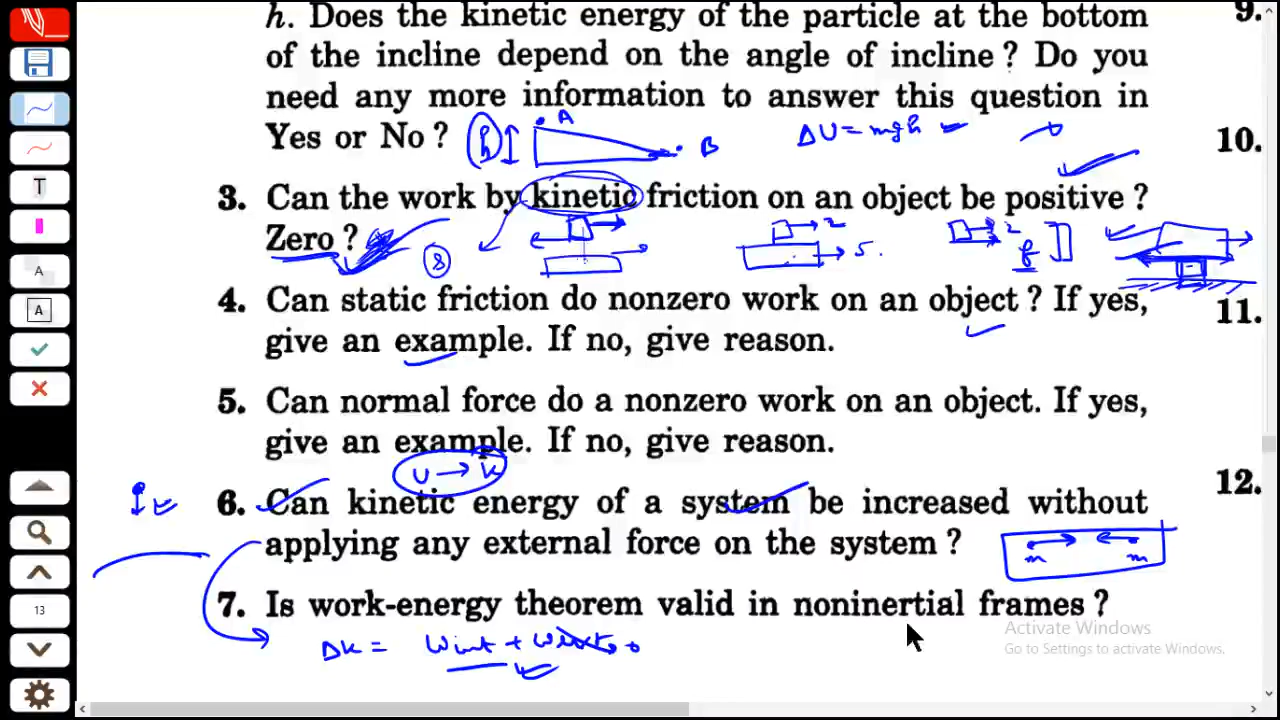 h. Does the kinetic energy of the particle at the bottom
of the incline depend on the angle of incline ? Do you
need any more information to answer this question in
Yes or No ?
h
A
B
ΔU = mgh
3. Can the work by kinetic friction on an object be positive ?
Zero ?
2
5
2
f
4. Can static friction do nonzero work on an object ? If yes,
give an example. If no, give reason.
5. Can normal force do a nonzero work on an object. If yes,
give an example. If no, give reason.
U → K
6. Can kinetic energy of a system be increased without
applying any external force on the system ?
m
m
7. Is work-energy theorem valid in noninertial frames ?
Δk = Wint + Wext
9.
10.
11.
12.
T
A
A
13
Activate Windows
Go to Settings to activate Windows.